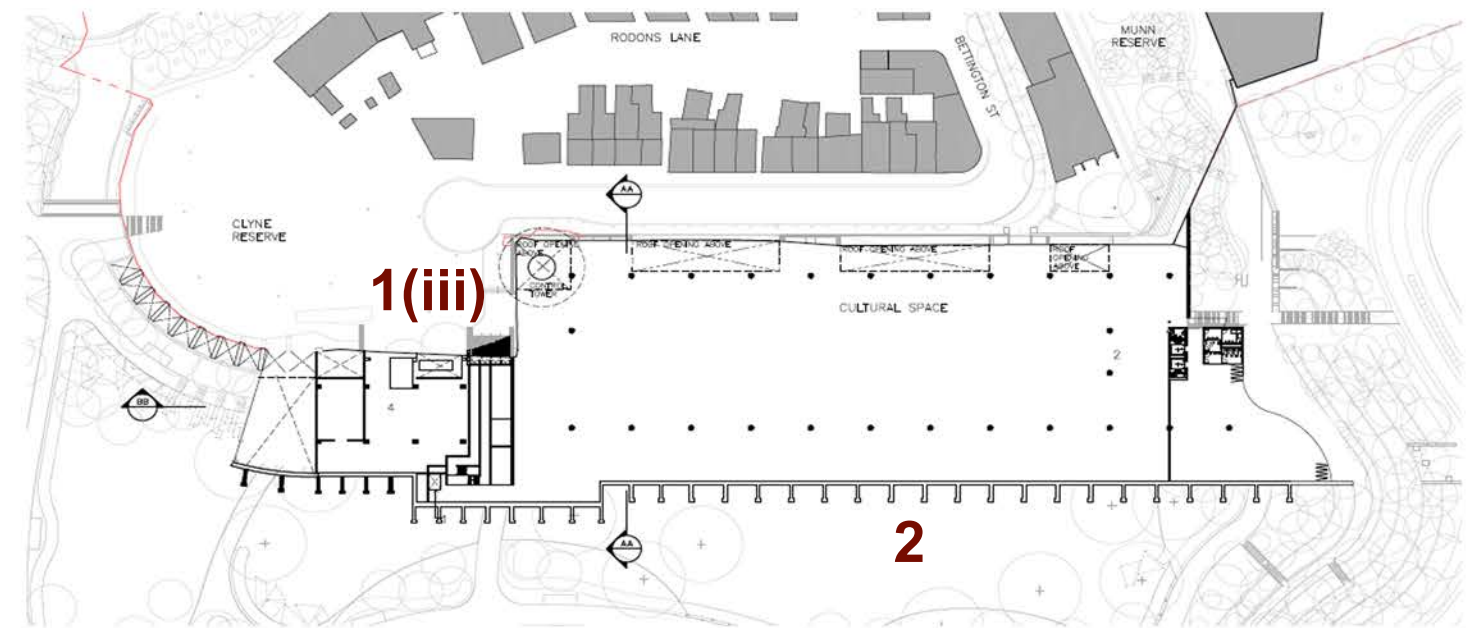 RODONS LANE
BETTINGTON ST
MUNN
RESERVE
AA
CLYNE
RESERVE
ROOF OPENING
ABOVE
ROOF OPENING ABOVE
ROOF OPENING ABOVE
ROOF
OPENING
ABOVE
1(iii)
CONTROL
TOWER
CULTURAL SPACE
2
BB
4
2
AA